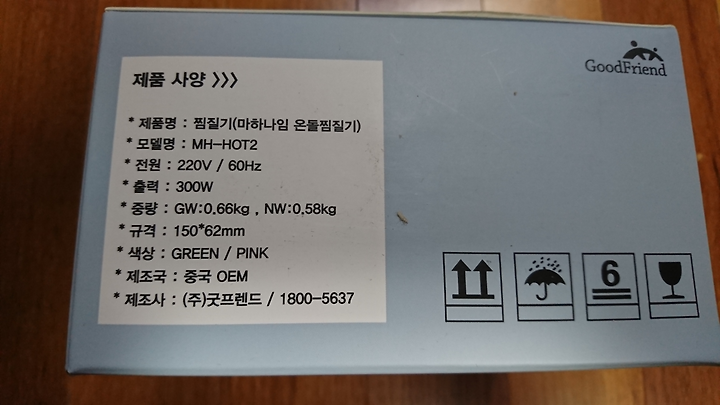 제품 사양 >>>
* 제품명 : 찜질기(마하나임 온돌찜질기)
* 모델명 : MH-HOT2
* 전원 : 220V / 60Hz
* 출력 : 300W
* 중량 : GW:0.66kg , NW:0.58kg
* 규격 : 150*62mm
* 색상 : GREEN / PINK
* 제조국 : 중국 OEM
* 제조사 : (주)굿프렌드 / 1800-5637
GoodFriend
6